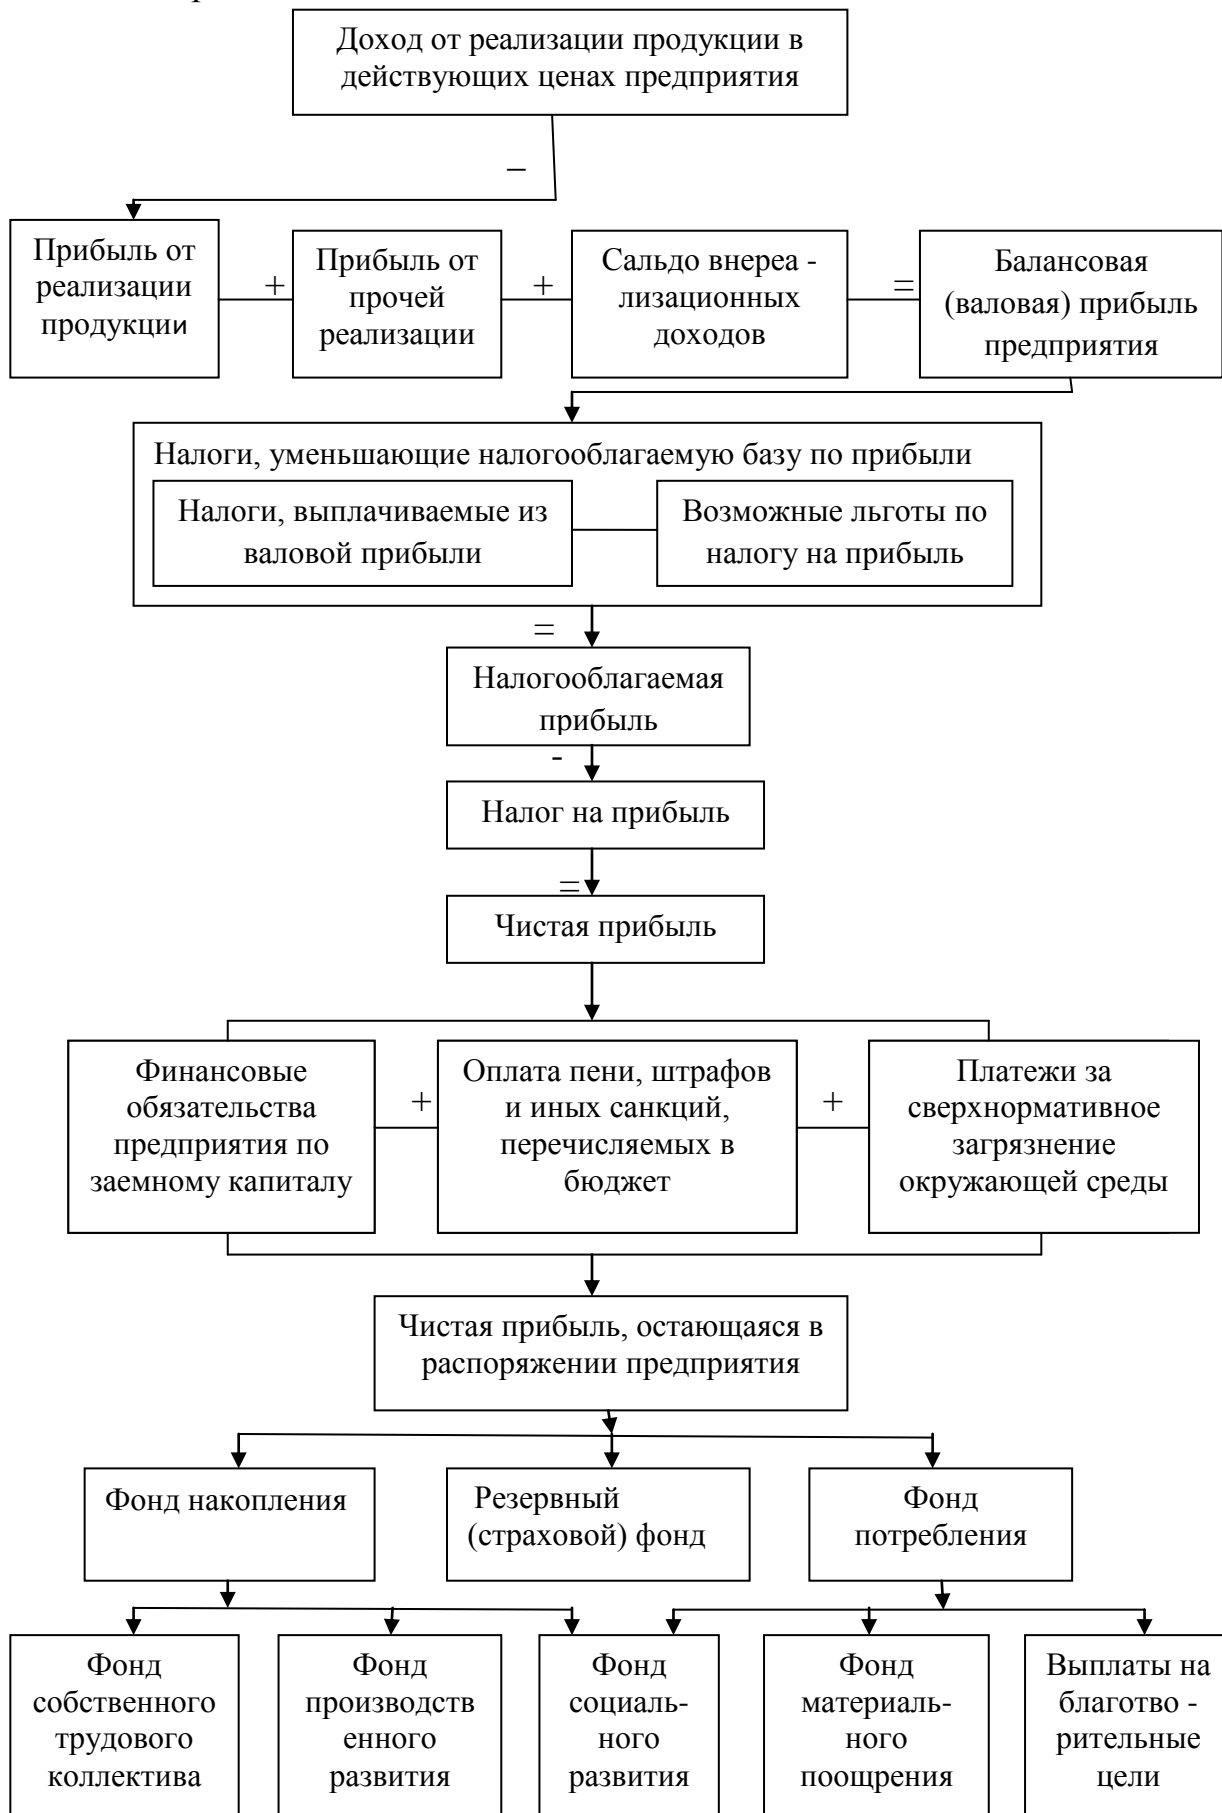 Доход от реализации продукции в
действующих ценах предприятия
–
Прибыль от
реализации
продукции
+
Прибыль от
прочей
реализации
+
Сальдо внереа -
лизационных
доходов
=
Балансовая
(валовая) прибыль
предприятия
Налоги, уменьшающие налогооблагаемую базу по прибыли
Налоги, выплачиваемые из
валовой прибыли
Возможные льготы по
налогу на прибыль
=
Налогооблагаемая
прибыль
-
Налог на прибыль
=
Чистая прибыль
Финансовые
обязательства
предприятия по
заемному капиталу
+
Оплата пени, штрафов
и иных санкций,
перечисляемых в
бюджет
+
Платежи за
сверхнормативное
загрязнение
окружающей среды
Чистая прибыль, остающаяся в
распоряжении предприятия
Фонд накопления
Резервный
(страховой) фонд
Фонд
потребления
Фонд
собственного
трудового
коллектива
Фонд
производств
енного
развития
Фонд
социаль-
ного
развития
Фонд
материаль-
ного
поощрения
Выплаты на
благотво -
рительные
цели